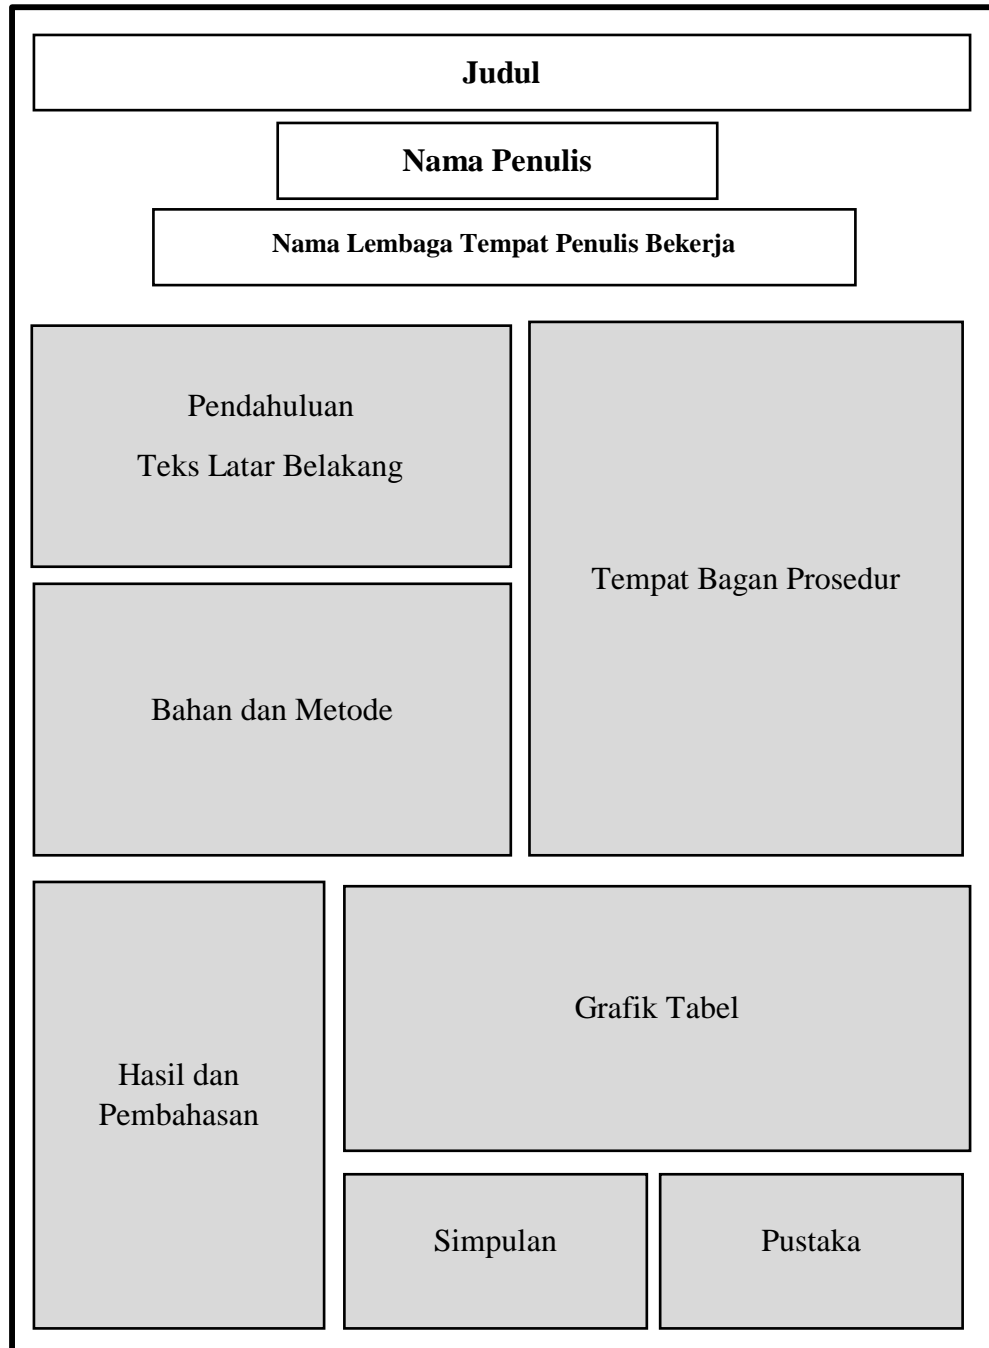 Judul
Nama Penulis
Nama Lembaga Tempat Penulis Bekerja
Pendahuluan
Teks Latar Belakang
Bahan dan Metode
Tempat Bagan Prosedur
Hasil dan
Pembahasan
Grafik Tabel
Simpulan
Pustaka